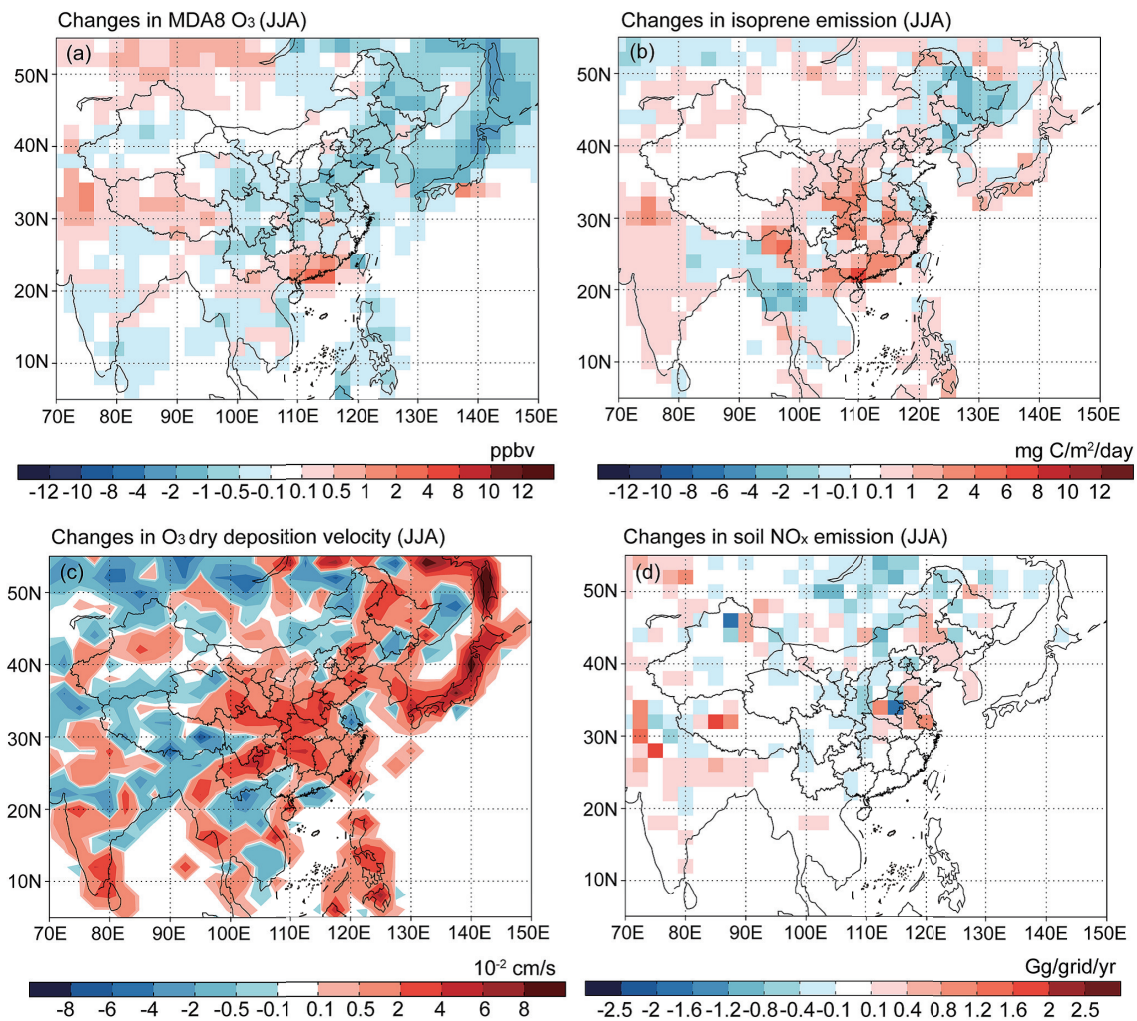 Changes in MDA8 O₃ (JJA)
(a)
50N
40N
30N
20N
10N
70E 80E 90E 100E 110E 120E 130E 140E 150E
ppbv
-12 -10 -8 -6 -4 -2 -1 -0.5 -0.1 0.1 0.5 1 2 4 8 10 12
Changes in isoprene emission (JJA)
(b)
50N
40N
30N
20N
10N
70E 80E 90E 100E 110E 120E 130E 140E 150E
mg C/m²/day
-12 -10 -8 -6 -4 -2 -1 -0.1 0.1 1 2 4 6 8 10 12
Changes in O₃ dry deposition velocity (JJA)
(c)
50N
40N
30N
20N
10N
70E 80E 90E 100E 110E 120E 130E 140E 150E
10⁻² cm/s
-8 -6 -4 -2 -0.5 -0.1 0.1 0.5 2 4 6 8
Changes in soil NOₓ emission (JJA)
(d)
50N
40N
30N
20N
10N
70E 80E 90E 100E 110E 120E 130E 140E 150E
Gg/grid/yr
-2.5 -2 -1.6 -1.2 -0.8 -0.4 -0.1 0.1 0.4 0.8 1.2 1.6 2 2.5